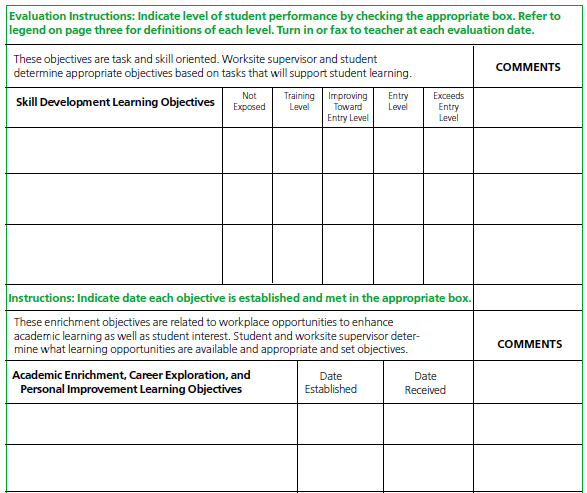 Evaluation Instructions: Indicate level of student performance by checking the appropriate box. Refer to
legend on page three for definitions of each level. Turn in or fax to teacher at each evaluation date.
These objectives are task and skill oriented. Worksite supervisor and student
determine appropriate objectives based on tasks that will support student learning.
COMMENTS
Skill Development Learning Objectives
Not
Exposed
Training
Level
Improving
Toward
Entry Level
Entry
Level
Exceeds
Entry
Level
Instructions: Indicate date each objective is established and met in the appropriate box.
These enrichment objectives are related to workplace opportunities to enhance
academic learning as well as student interest. Student and worksite supervisor deter-
mine what learning opportunities are available and appropriate and set objectives.
COMMENTS
Academic Enrichment, Career Exploration, and
Personal Improvement Learning Objectives
Date
Established
Date
Received